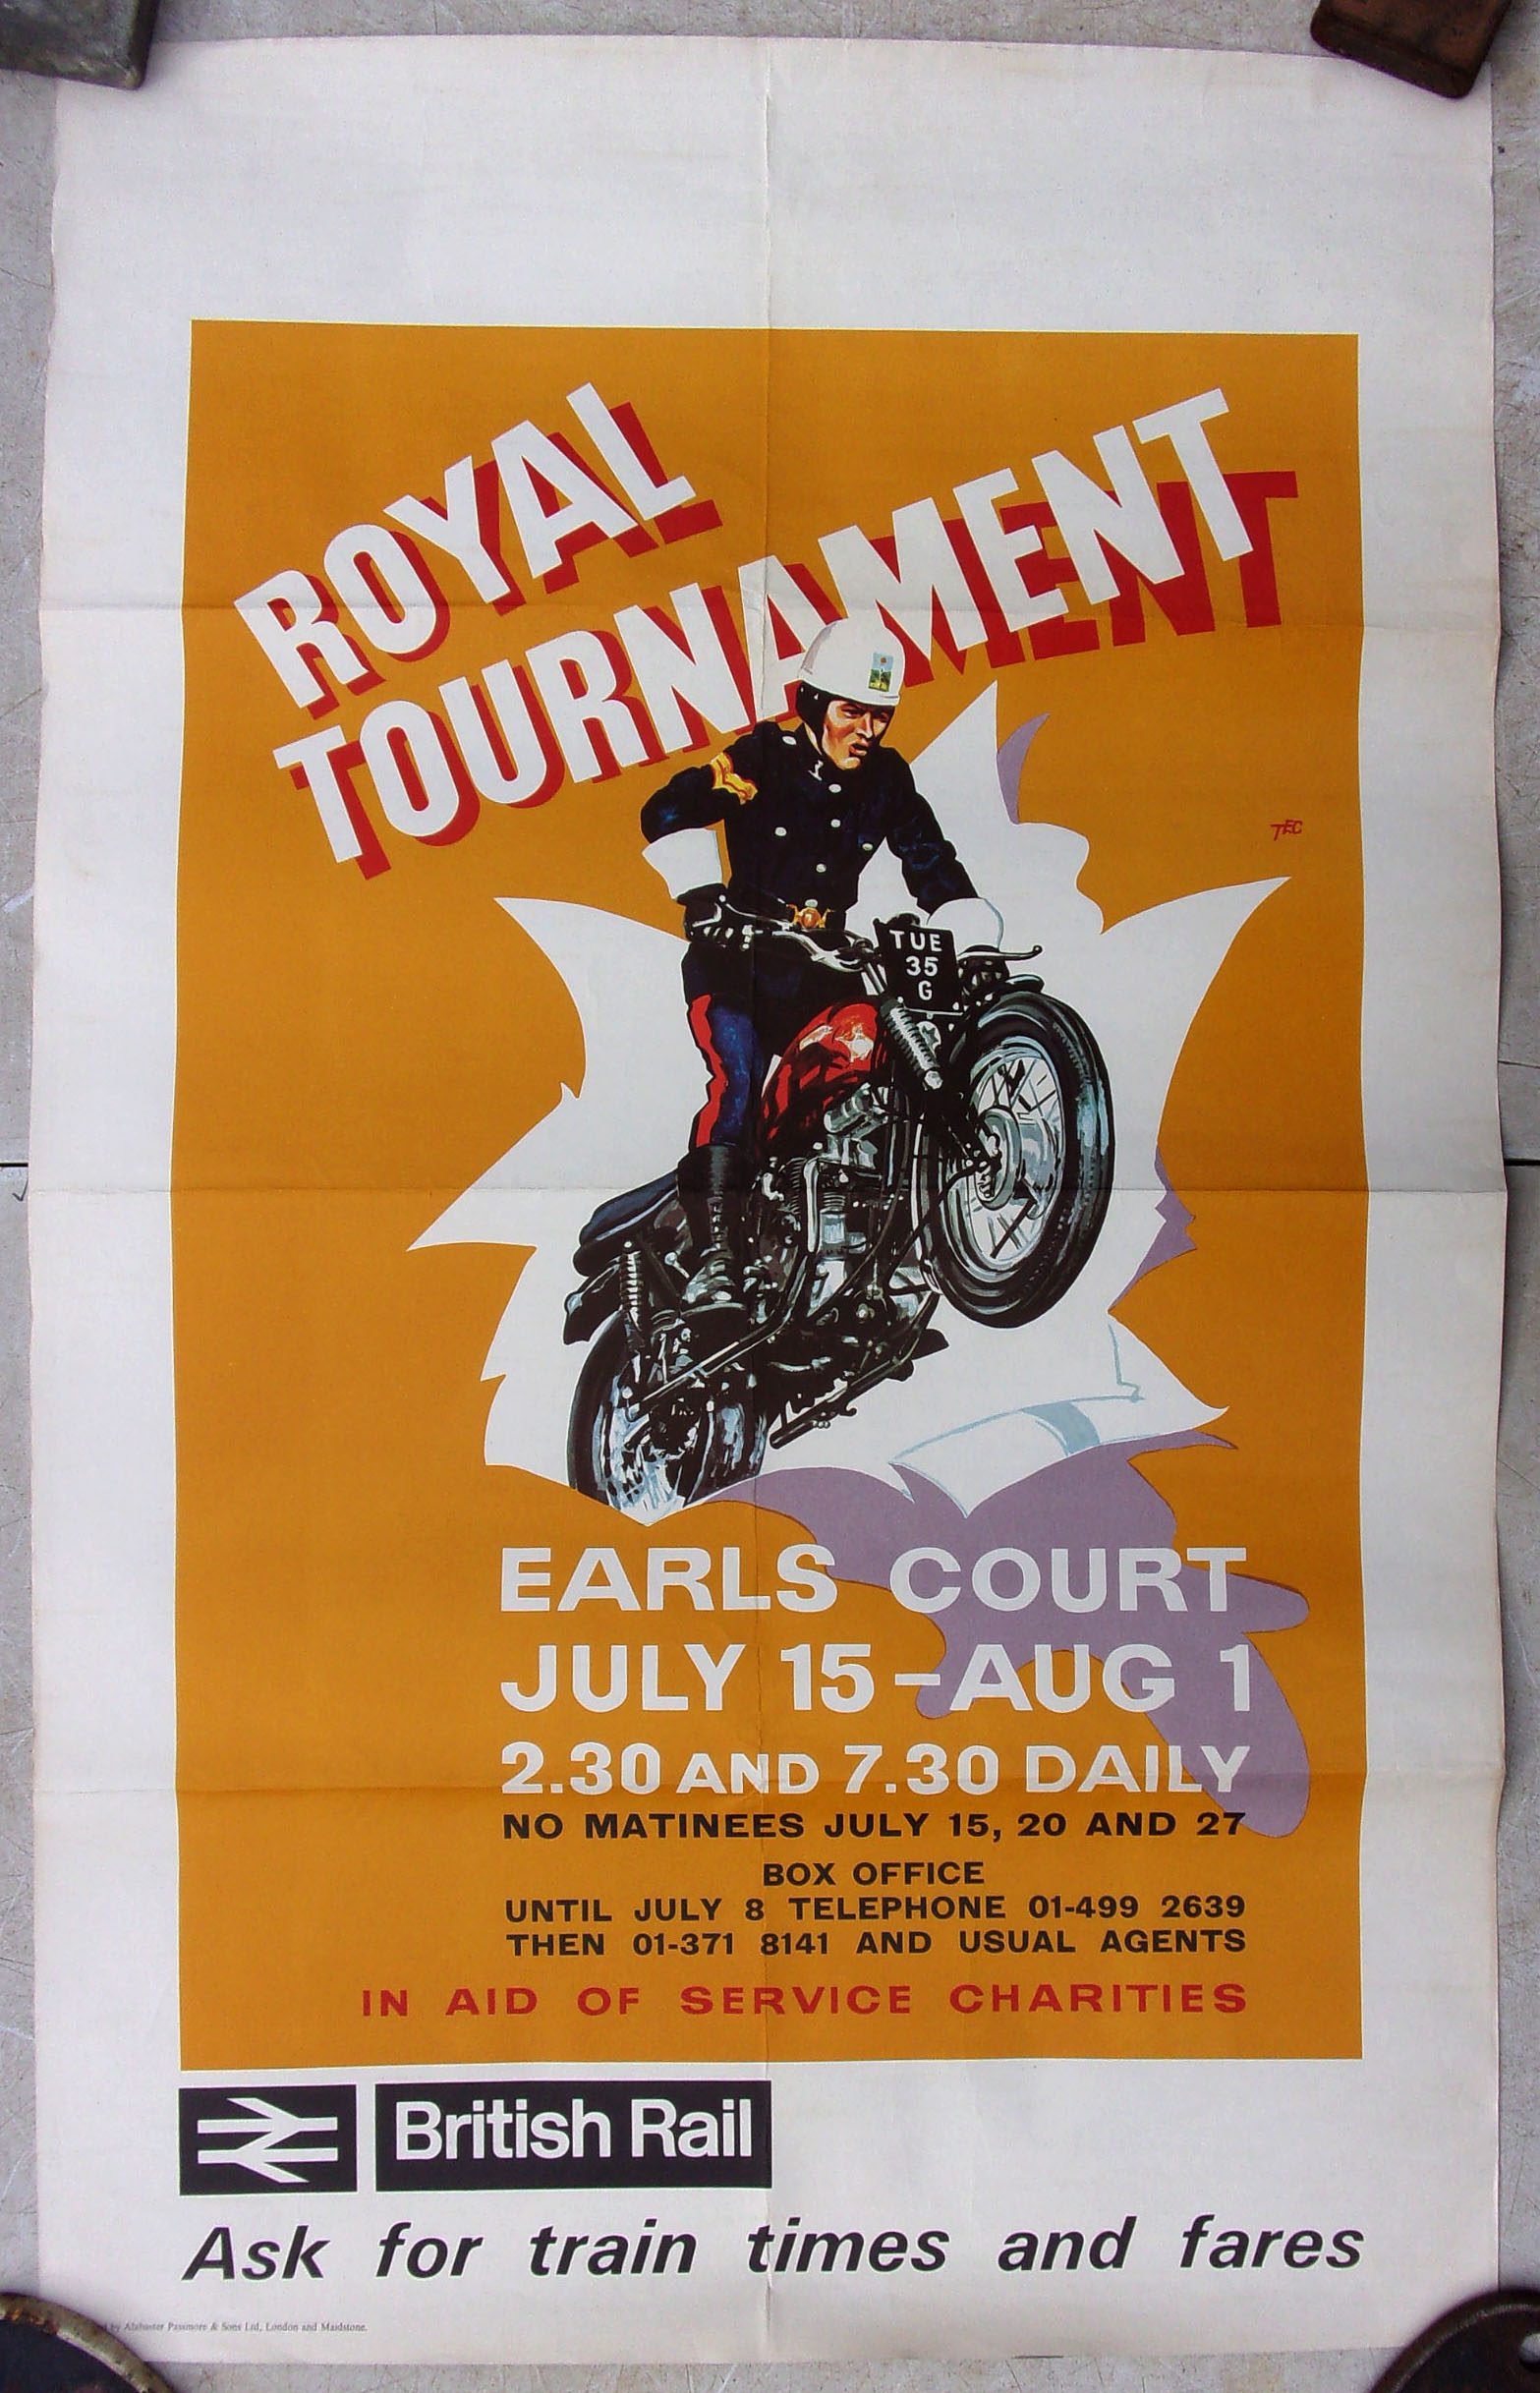 ROYAL
TOURNAMENT
TEC
TUE
35
G
EARLS COURT
JULY 15-AUG 1
2.30 AND 7.30 DAILY
NO MATINEES JULY 15, 20 AND 27
BOX OFFICE
UNTIL JULY 8 TELEPHONE 01-499 2639
THEN 01-371 8141 AND USUAL AGENTS
IN AID OF SERVICE CHARITIES
British Rail
Ask for train times and fares
by Alabaster Passmore & Sons Ltd, London and Maidstone.